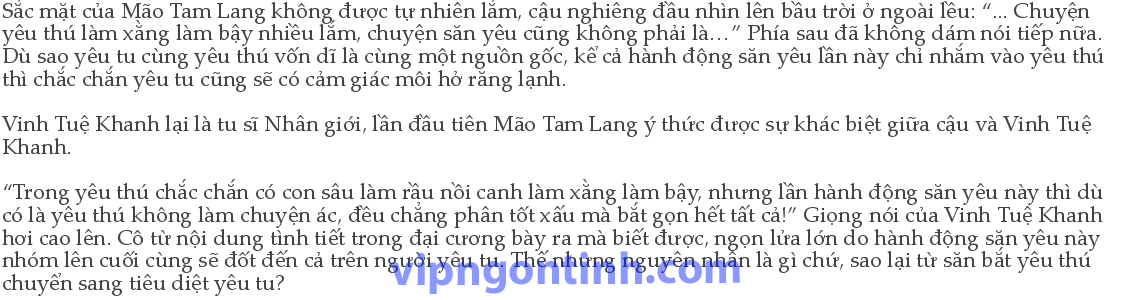 Sắc mặt của Mão Tam Lang không được tự nhiên lắm, cậu nghiêng đầu nhìn lên bầu trời ở ngoài lều: “... Chuyện
yêu thú làm xằng làm bậy nhiều lắm, chuyện săn yêu cũng không phải là…” Phía sau đã không dám nói tiếp nữa.
Dù sao yêu tu cùng yêu thú vốn dĩ là cùng một nguồn gốc, kể cả hành động săn yêu lần này chỉ nhắm vào yêu thú
thì chắc chắn yêu tu cũng sẽ có cảm giác môi hở răng lạnh.
Vinh Tuệ Khanh lại là tu sĩ Nhân giới, lần đầu tiên Mão Tam Lang ý thức được sự khác biệt giữa cậu và Vinh Tuệ
Khanh.
“Trong yêu thú chắc chắn có con sâu làm rầu nồi canh làm xằng làm bậy, nhưng lần hành động săn yêu này thì dù
có là yêu thú không làm chuyện ác, đều chẳng phân tốt xấu mà bắt gọn hết tất cả!” Giọng nói của Vinh Tuệ Khanh
hơi cao lên. Cô từ nội dung tình tiết trong đại cương bày ra mà biết được, ngọn lửa lớn do hành động săn yêu này
nhóm lên cuối cùng sẽ đốt đến cả trên người yêu tu. Thế nhưng nguyên nhân là gì chứ, sao lại từ săn bắt yêu thú
vipngontinh.com
chuyển sang tiêu diệt yêu tu?